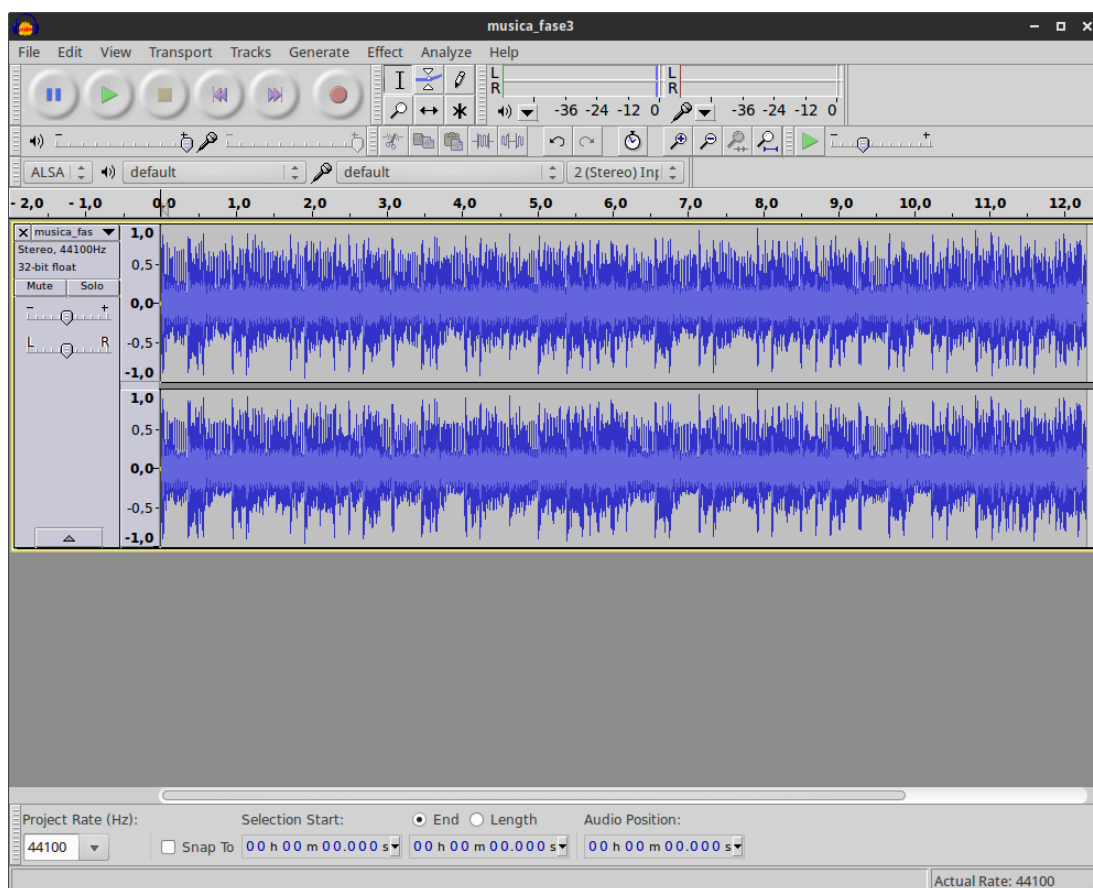 musica_fase3
File Edit View Transport Tracks Generate Effect Analyze Help
L
R
L
R
-36 -24 -12 0
-36 -24 -12 0
- +
- +
- +
ALSA default default 2 (Stereo) Inp
- 2,0 - 1,0 0,0 1,0 2,0 3,0 4,0 5,0 6,0 7,0 8,0 9,0 10,0 11,0 12,0
musica_fas
Stereo, 44100Hz
32-bit float
Mute Solo
- +
L R
1,0
0,5-
0,0-
-0,5-
-1,0
1,0
0,5-
0,0-
-0,5-
-1,0
Project Rate (Hz): Selection Start: End Length Audio Position:
44100 Snap To 00 h 00 m 00.000 s 00 h 00 m 00.000 s 00 h 00 m 00.000 s
Actual Rate: 44100